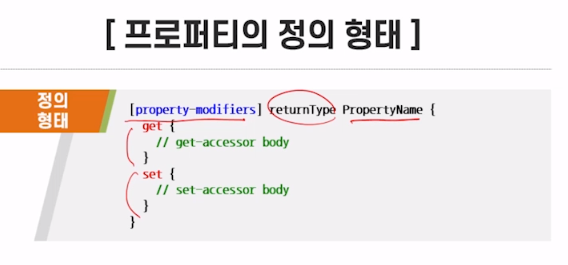 [ 프로퍼티의 정의 형태 ]
정의
형태
[property-modifiers] returnType PropertyName {
get {
// get-accessor body
}
set {
// set-accessor body
}
}